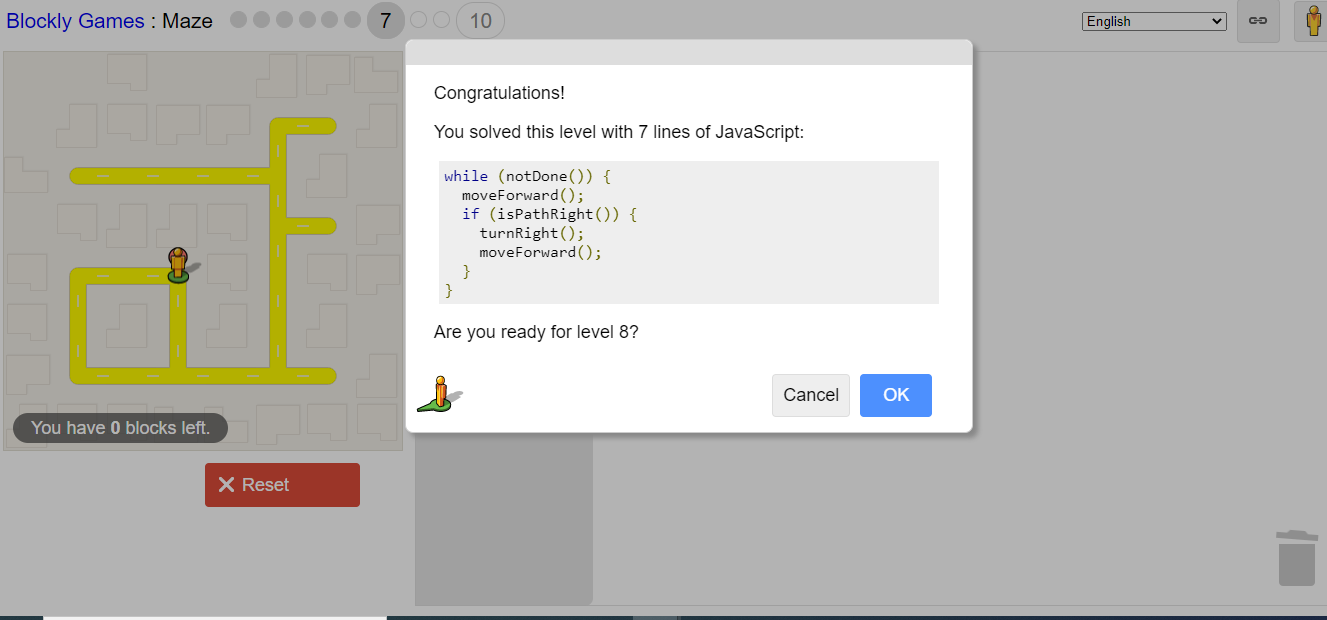 Blockly Games : Maze 7 10
English
Congratulations!
You solved this level with 7 lines of JavaScript:
while (notDone()) {
  moveForward();
  if (isPathRight()) {
    turnRight();
    moveForward();
  }
}
Are you ready for level 8?
Cancel OK
You have 0 blocks left.
Reset